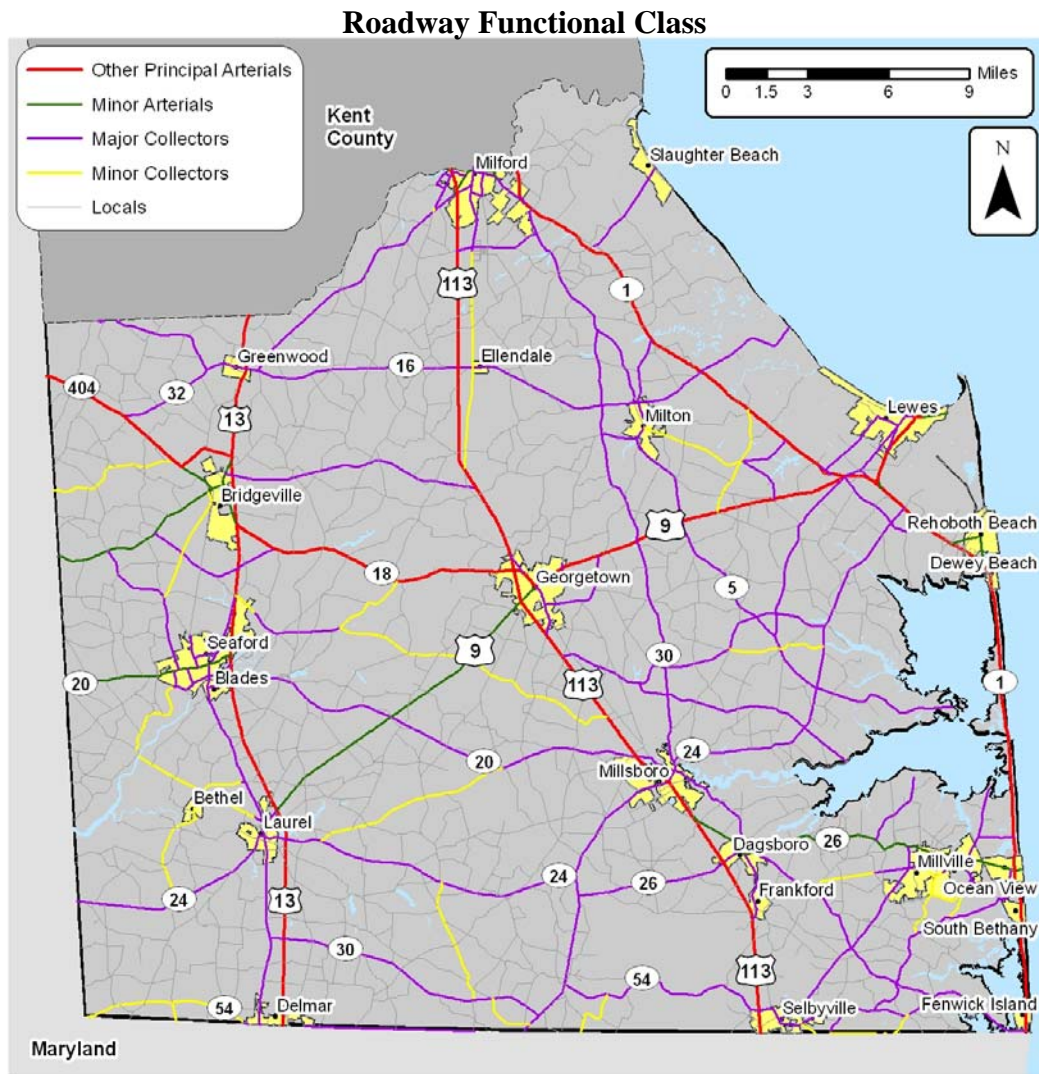 Roadway Functional Class
Other Principal Arterials
Minor Arterials
Major Collectors
Minor Collectors
Locals
Miles
0 1.5 3 6 9
N
Kent
County
Milford
Slaughter Beach
113
1
Greenwood
16
Ellendale
404
32
13
Milton
Lewes
Bridgeville
9
Rehoboth Beach
Dewey Beach
18
Georgetown
5
Seaford
9
30
20
Blades
113
1
20
24
Millsboro
Bethel
Laurel
Dagsboro
26
Millville
24
26
24
13
Frankford
Ocean View
South Bethany
30
54
113
54
Delmar
Selbyville
Fenwick Island
Maryland